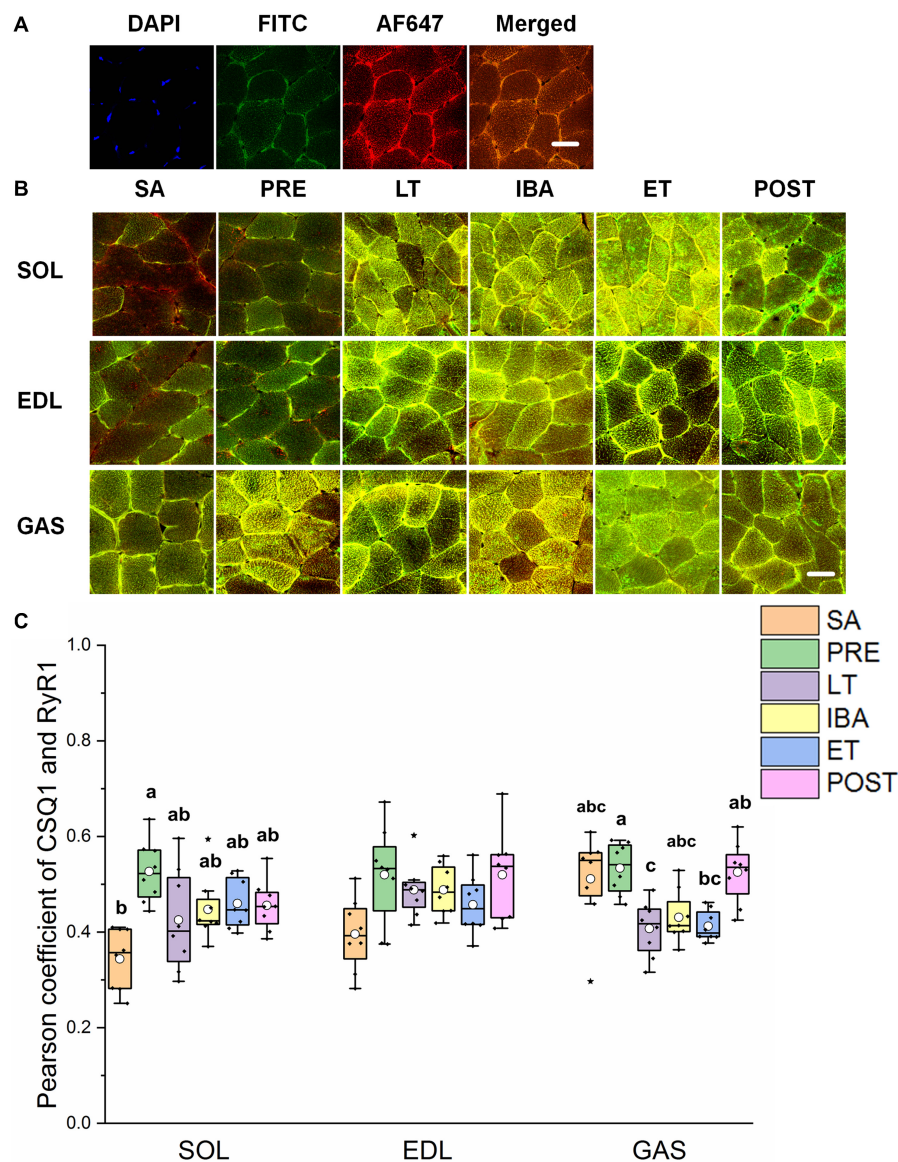 A
DAPI FITC AF647 Merged
B
SA PRE LT IBA ET POST
SOL
EDL
GAS
C
SA
PRE
LT
IBA
ET
POST
Pearson coefficient of CSQ1 and RyR1
1.0
0.8
0.6
0.4
0.2
0.0
b a ab ab ab ab
abc a c abc bc ab
SOL EDL GAS